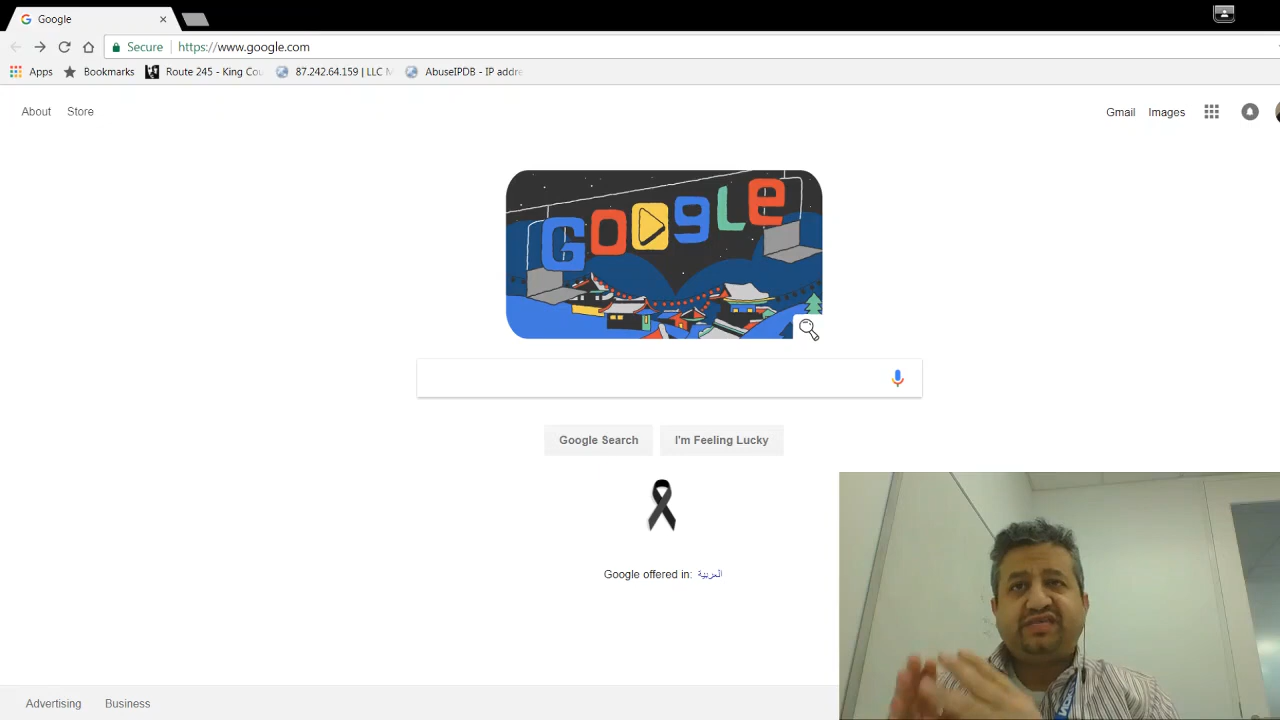 Google
Secure https://www.google.com
Apps Bookmarks Route 245 - King Cou 87.242.64.159 | LLC M AbuseIPDB - IP addre
About Store Gmail Images
Google
Google Search I'm Feeling Lucky
Google offered in: العربية
Advertising Business